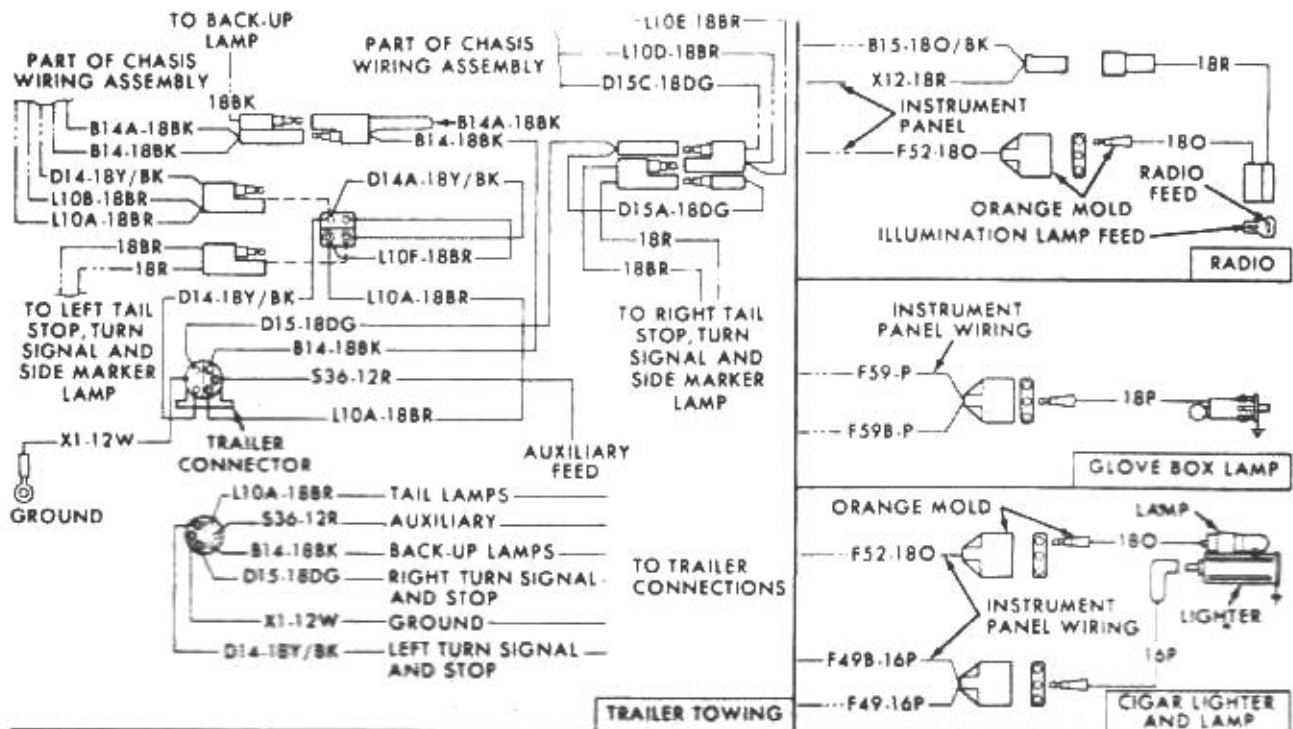 TO BACK-UP
LAMP
PART OF CHASIS
WIRING ASSEMBLY
18BK
B14A-18BK
B14-18BK
D14-18Y/BK
L10B-18BR
L10A-18BR
18BR
18R
TO LEFT TAIL
STOP, TURN
SIGNAL AND
SIDE MARKER
LAMP
PART OF CHASIS
WIRING ASSEMBLY
B14A-18BK
B14-18BK
D14A-18Y/BK
L10F-18BR
D14-18Y/BK
L10A-18BR
D15-18DG
B14-18BK
S36-12R
L10A-18BR
X1-12W
TRAILER
CONNECTOR
AUXILIARY
FEED
GROUND
L10E-18BR
L10D-18BR
D15C-18DG
D15A-18DG
18R
18BR
TO RIGHT TAIL
STOP, TURN
SIGNAL AND
SIDE MARKER
LAMP
L10A-18BR TAIL LAMPS
S36-12R AUXILIARY
B14-18BK BACK-UP LAMPS
D15-18DG RIGHT TURN SIGNAL
AND STOP
X1-12W GROUND
D14-18Y/BK LEFT TURN SIGNAL
AND STOP
TO TRAILER
CONNECTIONS
TRAILER TOWING
B15-18O/BK
X12-18R
18R
INSTRUMENT
PANEL
F52-18O
18O
RADIO
FEED
ORANGE MOLD
ILLUMINATION LAMP FEED
RADIO
INSTRUMENT
PANEL WIRING
F59-P
18P
F59B-P
GLOVE BOX LAMP
ORANGE MOLD
LAMP
F52-18O
18O
INSTRUMENT
PANEL WIRING
LIGHTER
16P
F49B-16P
F49-16P
CIGAR LIGHTER
AND LAMP